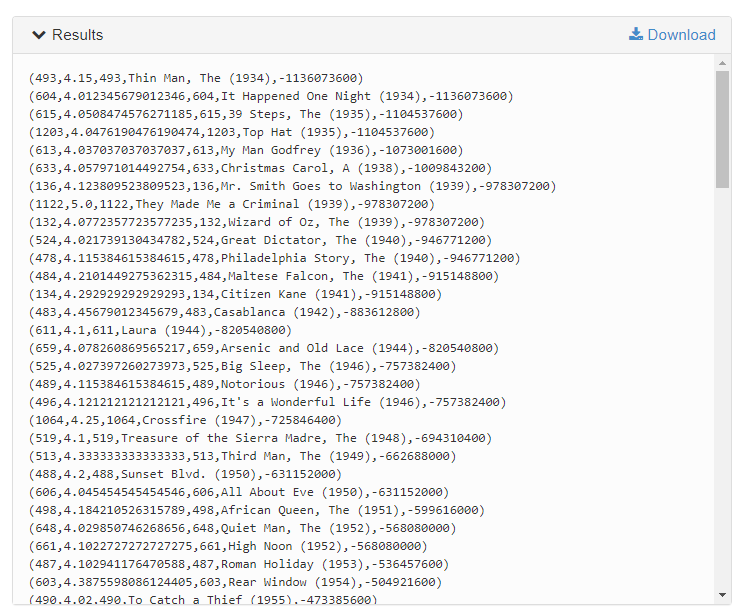 Results
Download
(493,4.15,493,Thin Man, The (1934),-1136073600)
(604,4.012345679012346,604,It Happened One Night (1934),-1136073600)
(615,4.0508474576271185,615,39 Steps, The (1935),-1104537600)
(1203,4.0476190476190474,1203,Top Hat (1935),-1104537600)
(613,4.037037037037037,613,My Man Godfrey (1936),-1073001600)
(633,4.057971014492754,633,Christmas Carol, A (1938),-1009843200)
(136,4.123809523809523,136,Mr. Smith Goes to Washington (1939),-978307200)
(1122,5.0,1122,They Made Me a Criminal (1939),-978307200)
(132,4.0772357723577235,132,Wizard of Oz, The (1939),-978307200)
(524,4.021739130434782,524,Great Dictator, The (1940),-946771200)
(478,4.115384615384615,478,Philadelphia Story, The (1940),-946771200)
(484,4.2101449275362315,484,Maltese Falcon, The (1941),-915148800)
(134,4.292929292929293,134,Citizen Kane (1941),-915148800)
(483,4.45679012345679,483,Casablanca (1942),-883612800)
(611,4.1,611,Laura (1944),-820540800)
(659,4.078260869565217,659,Arsenic and Old Lace (1944),-820540800)
(525,4.027397260273973,525,Big Sleep, The (1946),-757382400)
(489,4.115384615384615,489,Notorious (1946),-757382400)
(496,4.121212121212121,496,It's a Wonderful Life (1946),-757382400)
(1064,4.25,1064,Crossfire (1947),-725846400)
(519,4.1,519,Treasure of the Sierra Madre, The (1948),-694310400)
(513,4.333333333333333,513,Third Man, The (1949),-662688000)
(488,4.2,488,Sunset Blvd. (1950),-631152000)
(606,4.045454545454546,606,All About Eve (1950),-631152000)
(498,4.184210526315789,498,African Queen, The (1951),-599616000)
(648,4.029850746268656,648,Quiet Man, The (1952),-568080000)
(661,4.1022727272727275,661,High Noon (1952),-568080000)
(487,4.102941176470588,487,Roman Holiday (1953),-536457600)
(603,4.3875598086124405,603,Rear Window (1954),-504921600)
(490,4.02,490,To Catch a Thief (1955),-473385600)